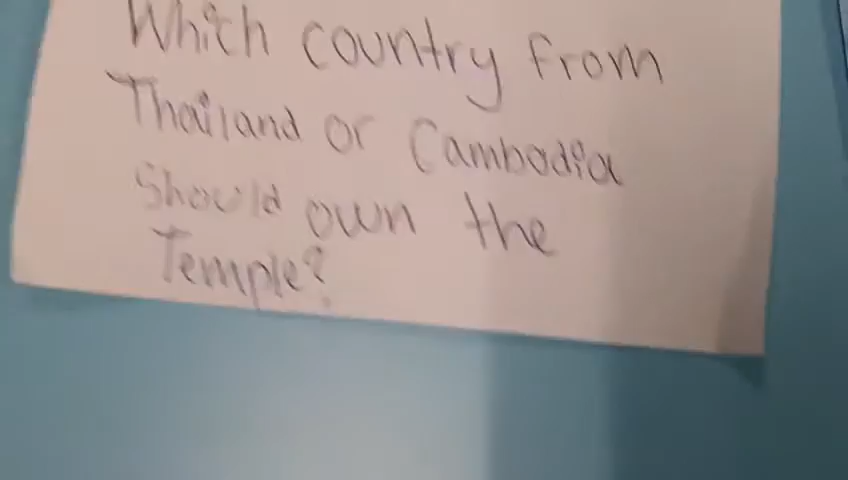 Which country from
Thailand or Cambodia
Should own the
Temple?